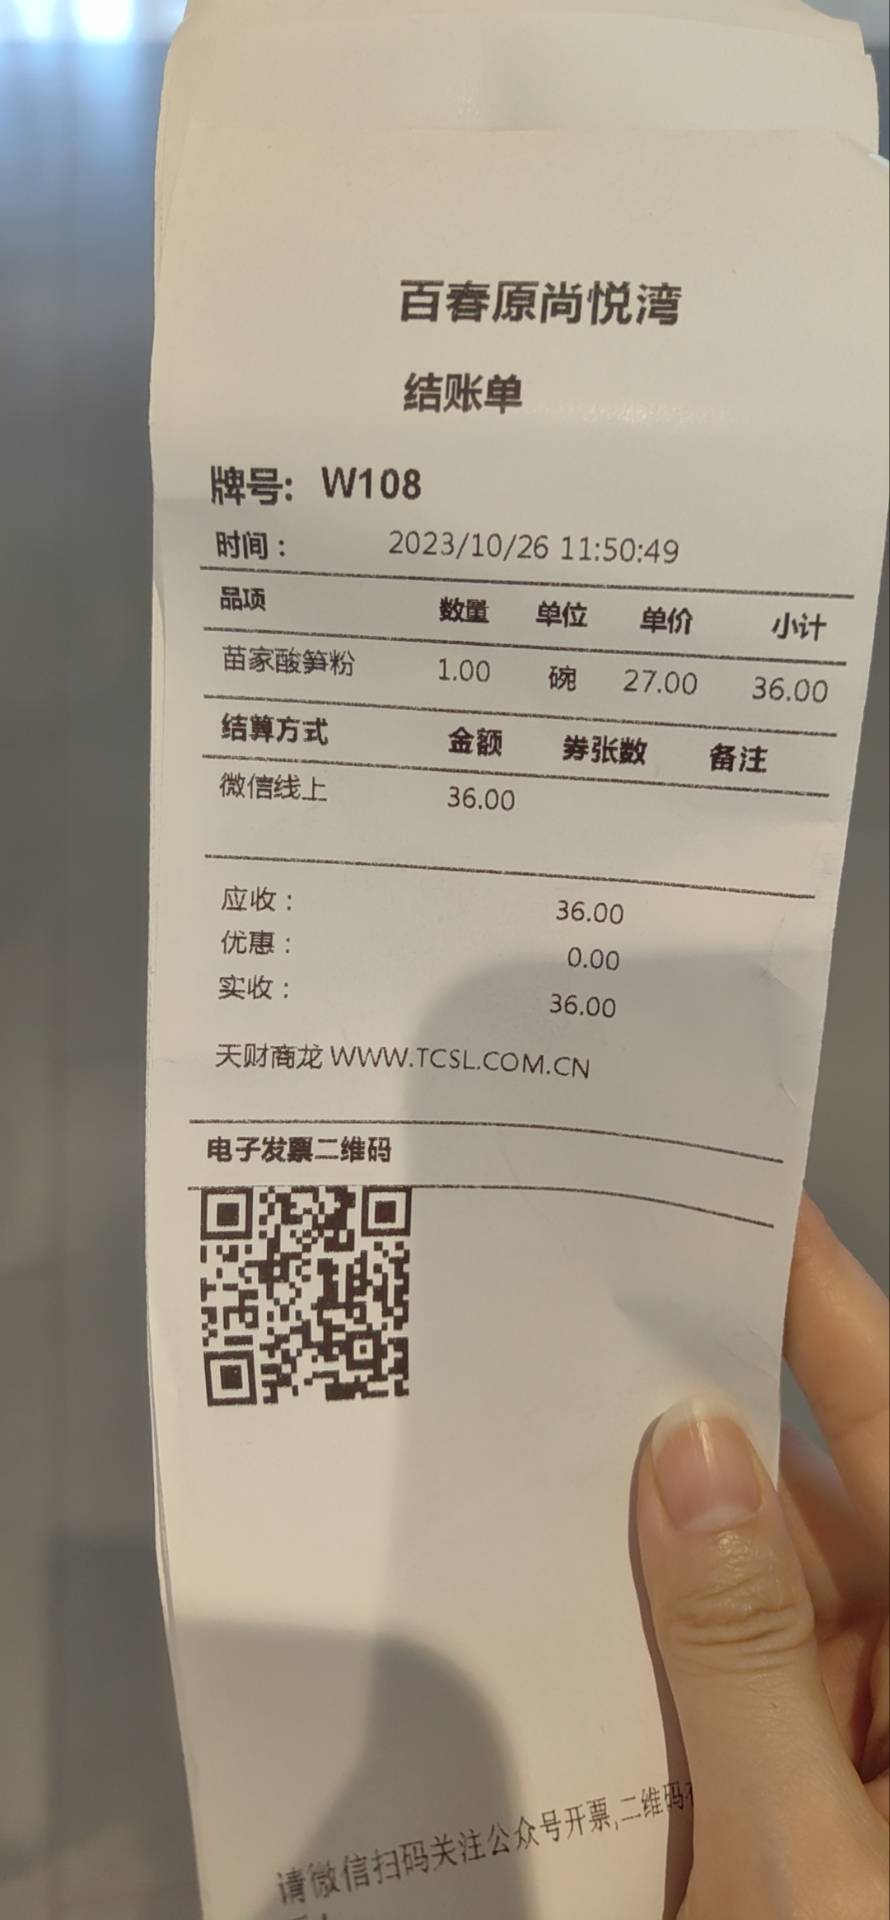 百春原尚悦湾
结账单
牌号: W108
时间: 2023/10/26 11:50:49
品项 数量 单位 单价 小计
苗家酸笋粉 1.00 碗 27.00 36.00
结算方式 金额 券张数 备注
微信线上 36.00
应收: 36.00
优惠: 0.00
实收: 36.00
天财商龙 WWW.TCSL.COM.CN
电子发票二维码
请微信扫码关注公众号开票,二维码